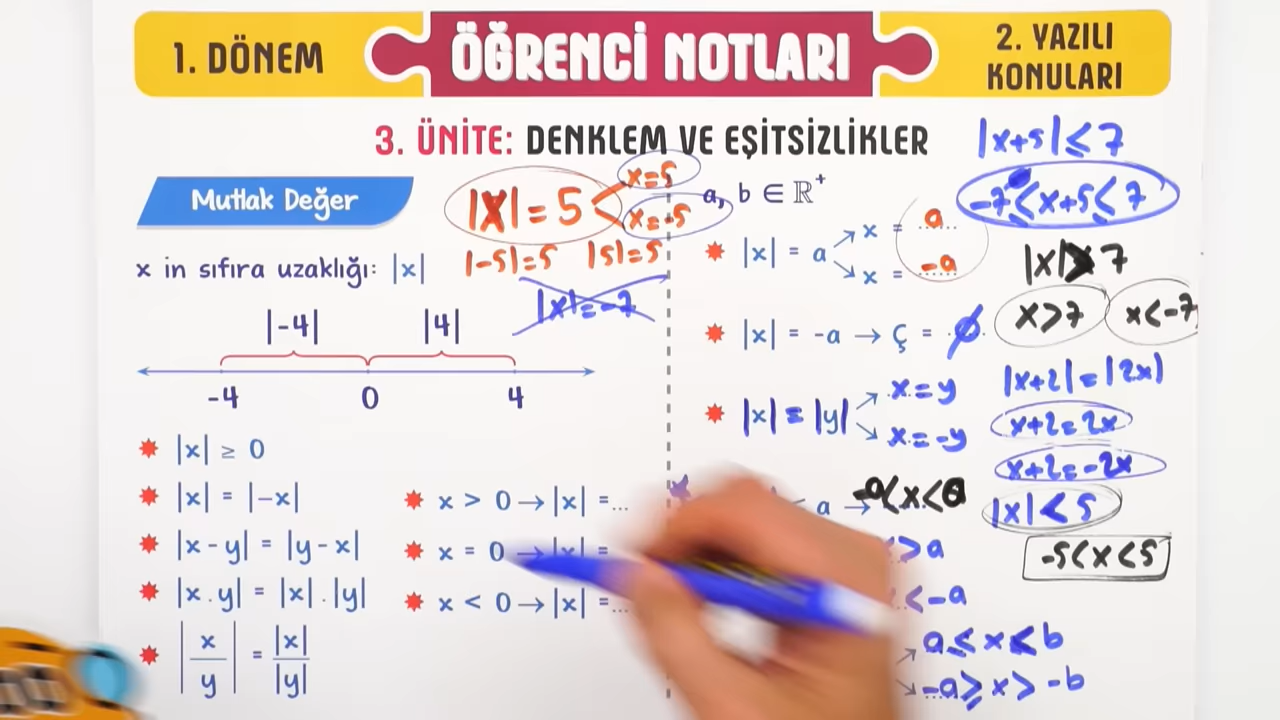 1. DÖNEM
ÖĞRENCİ NOTLARI
2. YAZILI
KONULARI
3. ÜNİTE: DENKLEM VE EŞİTSİZLİKLER
Mutlak Değer
x in sıfıra uzaklığı: |x|
|-4| |4|
-4 0 4
|x| ≥ 0
|x| = |-x|
|x-y| = |y-x|
|x.y| = |x|.|y|
|x/y| = |x|/|y|
x > 0 → |x| =...
x = 0 → |x| =
x < 0 → |x| =...
|x| = 5
x=5
x=-5
|-5|=5 |5|=5
|x|=-7
a, b ∈ ℝ⁺
|x| = a
x = a
x = -a
|x| = -a → Ç = ∅
|x| = |y|
x=y
x=-y
a → -a<x<a
>a
<-a
a≤x<b
-a≥x>-b
|x+5|≤7
-7≤x+5≤7
|x|>7
x>7 x<-7
|x+2|=|2x|
x+2=2x
x+2=-2x
|x|<5
-5<x<5